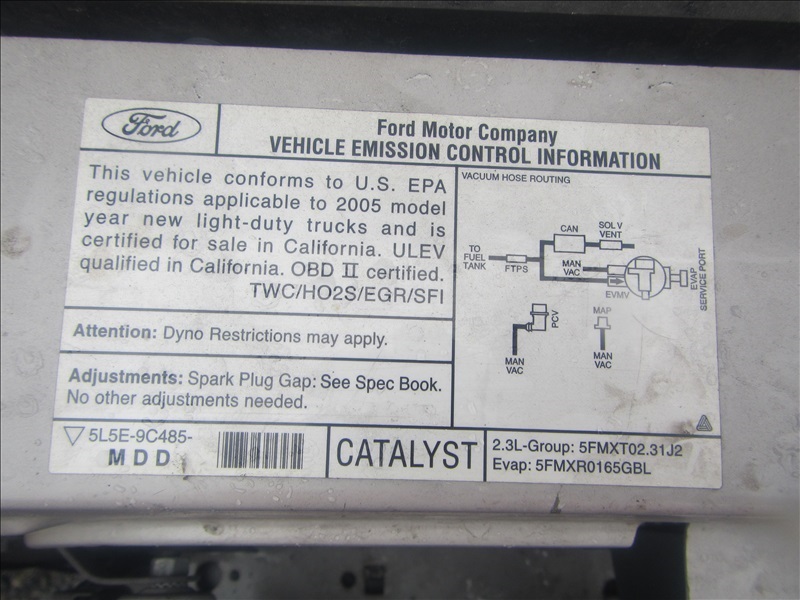 Ford
Ford Motor Company
VEHICLE EMISSION CONTROL INFORMATION
This vehicle conforms to U.S. EPA
regulations applicable to 2005 model
year new light-duty trucks and is
certified for sale in California. ULEV
qualified in California. OBD II certified.
TWC/HO2S/EGR/SFI
Attention: Dyno Restrictions may apply.
Adjustments: Spark Plug Gap: See Spec Book.
No other adjustments needed.
VACUUM HOSE ROUTING
CAN
SOL V
VENT
TO
FUEL
TANK
FTPS
MAN
VAC
EVMV
EVAP
SERVICE PORT
PCV
MAP
MAN
VAC
MAN
VAC
5L5E-9C485-
MDD
CATALYST
2.3L-Group: 5FMXT02.31J2
Evap: 5FMXR0165GBL